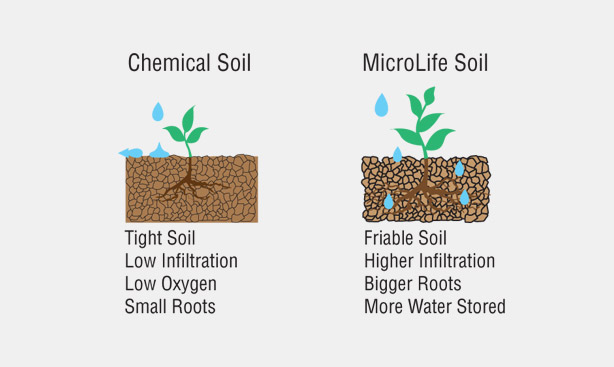 Chemical Soil
Tight Soil
Low Infiltration
Low Oxygen
Small Roots
MicroLife Soil
Friable Soil
Higher Infiltration
Bigger Roots
More Water Stored